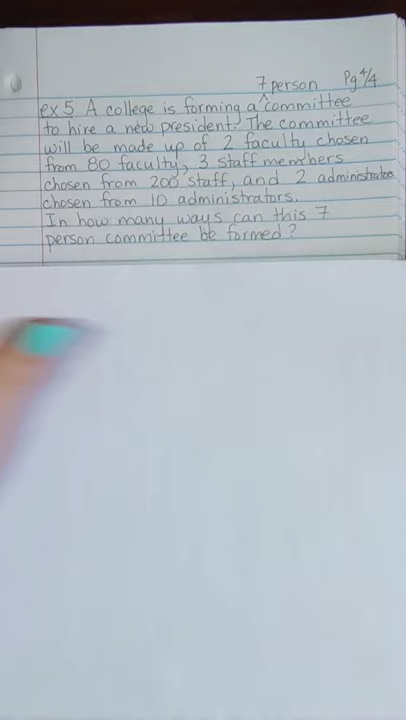 7 person Pg 4/4
ex 5 A college is forming a ^ committee
to hire a new president. The committee
will be made up of 2 faculty chosen
from 80 faculty, 3 staff members
chosen from 200 staff, and 2 administrators
chosen from 10 administrators.
In how many ways can this 7
person committee be formed?